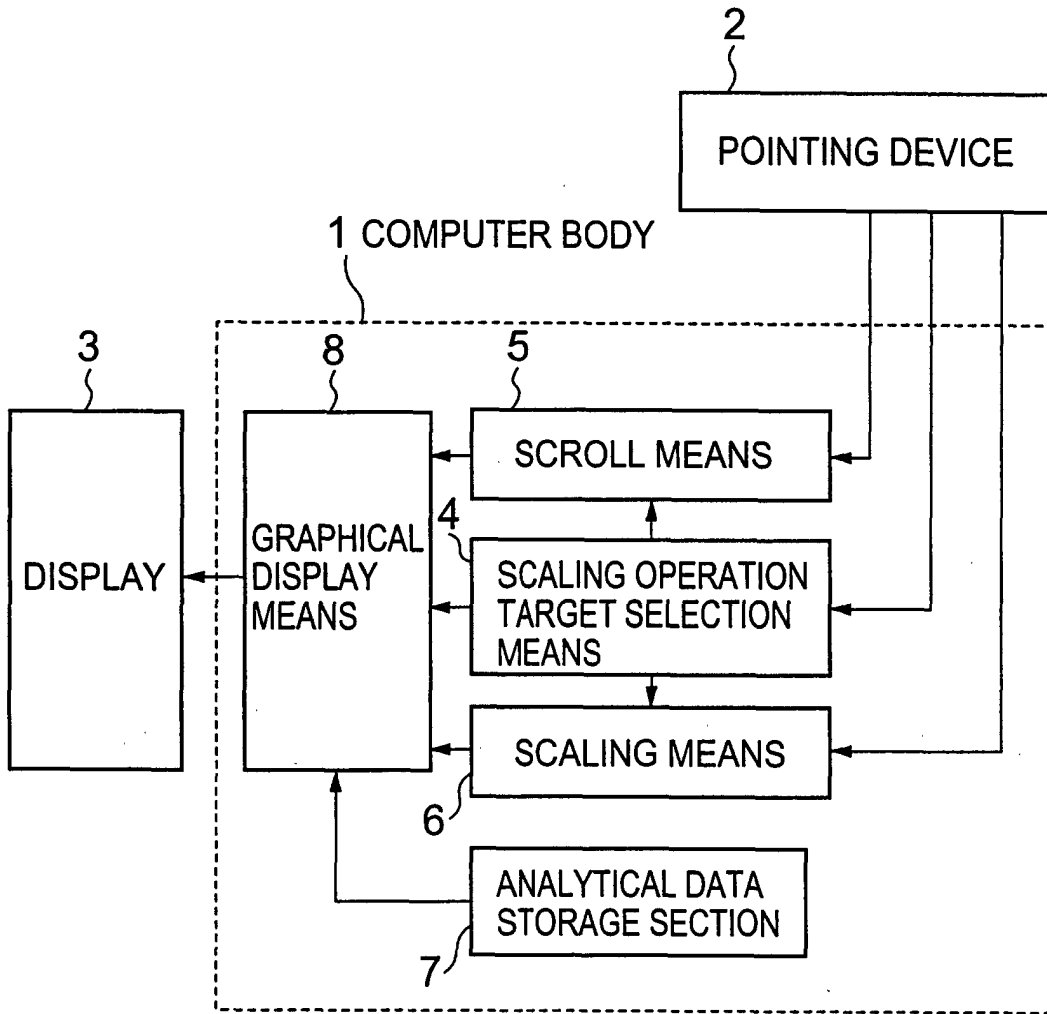 2
POINTING DEVICE
1 COMPUTER BODY
3
8
5
SCROLL MEANS
4
DISPLAY
GRAPHICAL
DISPLAY
MEANS
SCALING OPERATION
TARGET SELECTION
MEANS
SCALING MEANS
6
ANALYTICAL DATA
STORAGE SECTION
7